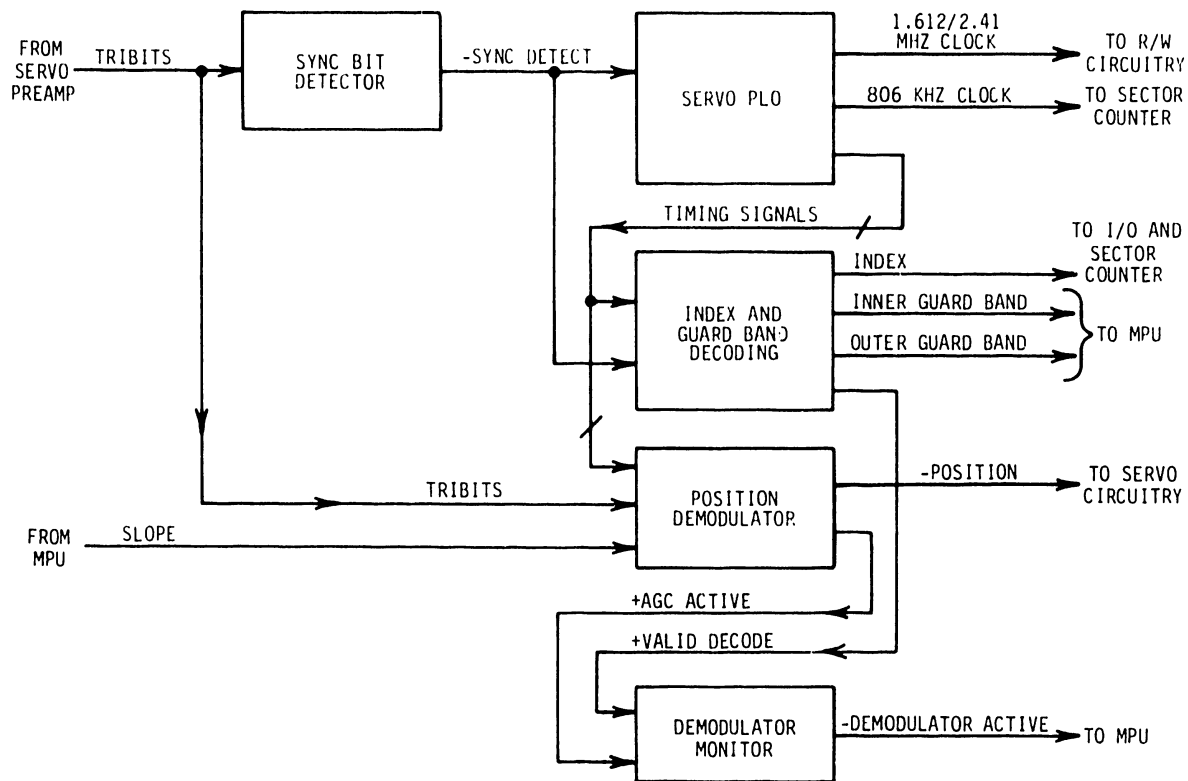 FROM
SERVO
PREAMP
TRIBITS
SYNC BIT
DETECTOR
-SYNC DETECT
SERVO PLO
1.612/2.41
MHZ CLOCK
TO R/W
CIRCUITRY
806 KHZ CLOCK
TO SECTOR
COUNTER
TIMING SIGNALS
INDEX AND
GUARD BAND
DECODING
INDEX
TO I/O AND
SECTOR
COUNTER
INNER GUARD BAND
OUTER GUARD BAND
TO MPU
TRIBITS
FROM
MPU
SLOPE
POSITION
DEMODULATOR
-POSITION
TO SERVO
CIRCUITRY
+AGC ACTIVE
+VALID DECODE
DEMODULATOR
MONITOR
-DEMODULATOR ACTIVE
TO MPU